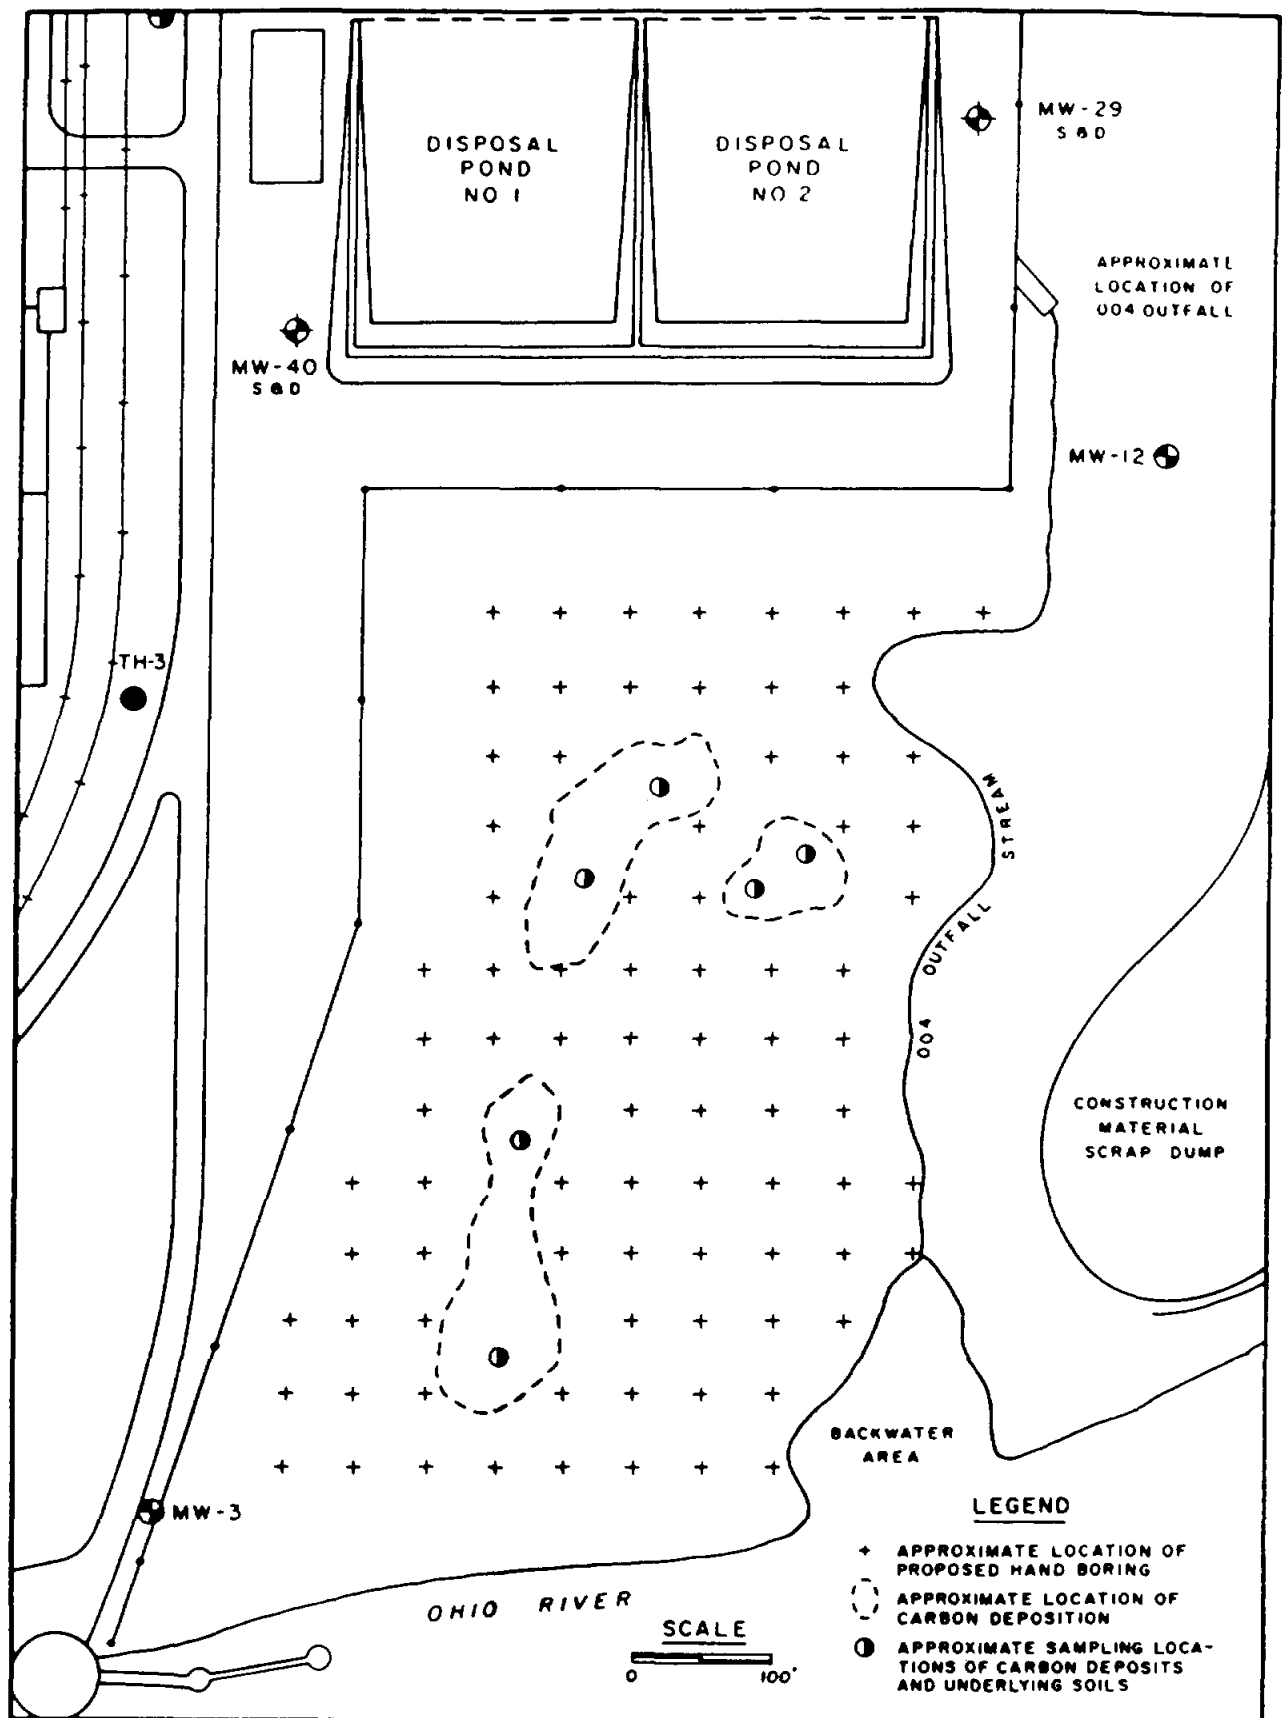 DISPOSAL
POND
NO 1
DISPOSAL
POND
NO 2
MW-29
S & D
APPROXIMATE
LOCATION OF
004 OUTFALL
MW-40
S & D
MW-12
TH-3
STREAM
OUTFALL
004
CONSTRUCTION
MATERIAL
SCRAP DUMP
BACKWATER
AREA
MW-3
LEGEND
APPROXIMATE LOCATION OF
PROPOSED HAND BORING
APPROXIMATE LOCATION OF
CARBON DEPOSITION
APPROXIMATE SAMPLING LOCA-
TIONS OF CARBON DEPOSITS
AND UNDERLYING SOILS
OHIO RIVER
SCALE
0 100'